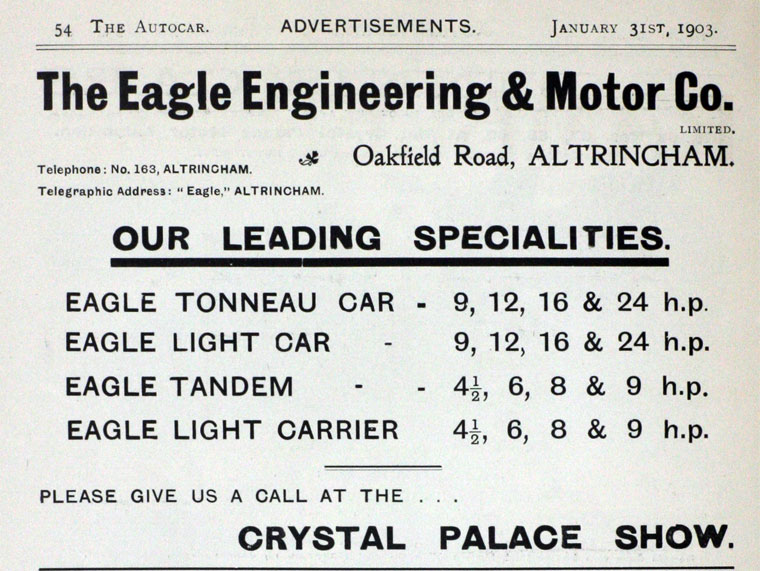 54 THE AUTOCAR. ADVERTISEMENTS. JANUARY 31ST, 1903.
The Eagle Engineering & Motor Co.
LIMITED.
Oakfield Road, ALTRINCHAM.
Telephone: No. 163, ALTRINCHAM.
Telegraphic Address: "Eagle," ALTRINCHAM.
OUR LEADING SPECIALITIES.
EAGLE TONNEAU CAR - 9, 12, 16 & 24 h.p.
EAGLE LIGHT CAR - 9, 12, 16 & 24 h.p.
EAGLE TANDEM - - 4½, 6, 8 & 9 h.p.
EAGLE LIGHT CARRIER 4½, 6, 8 & 9 h.p.
PLEASE GIVE US A CALL AT THE . . .
CRYSTAL PALACE SHOW.